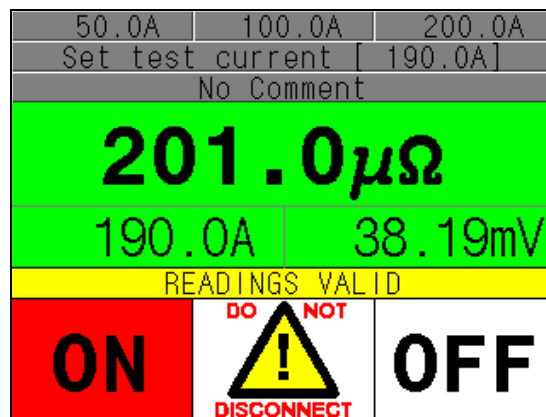 50.0A 100.0A 200.0A
Set test current [ 190.0A]
No Comment
201.0µΩ
190.0A 38.19mV
READINGS VALID
ON DO NOT ! DISCONNECT OFF